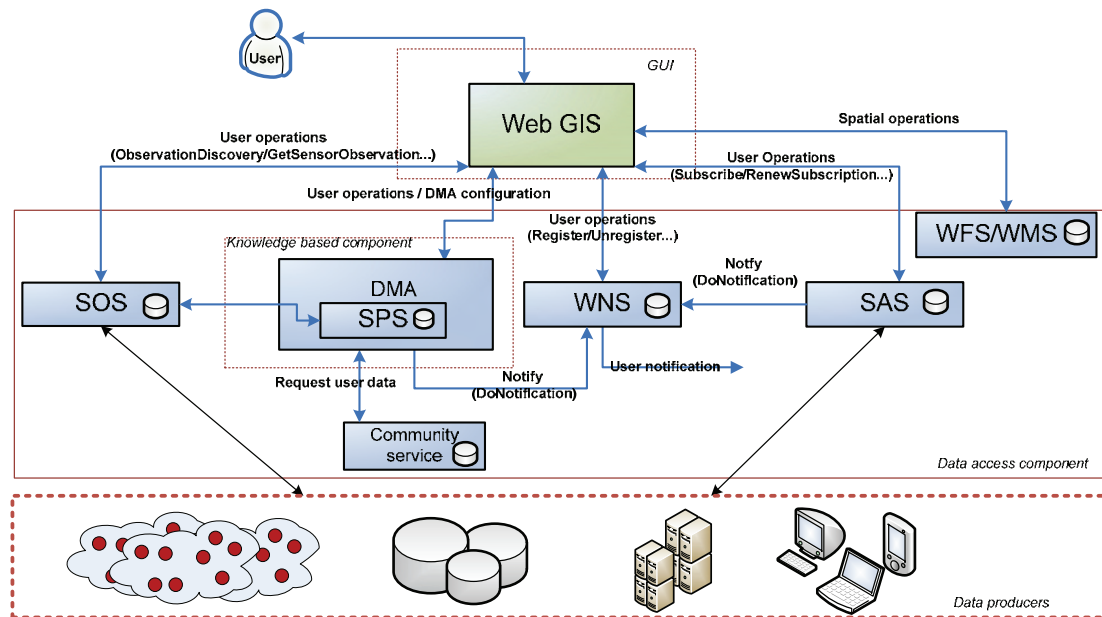 User
GUI
Web GIS
Spatial operations
User operations
(ObservationDiscovery/GetSensorObservation...)
User Operations
(Subscribe/RenewSubscription...)
User operations / DMA configuration
User operations
(Register/Unregister...)
WFS/WMS
Knowledge based component
Notfy
(DoNotification)
DMA
SOS
SPS
WNS
SAS
Request user data
Notify
(DoNotification)
User notification
Community
service
Data access component
Data producers